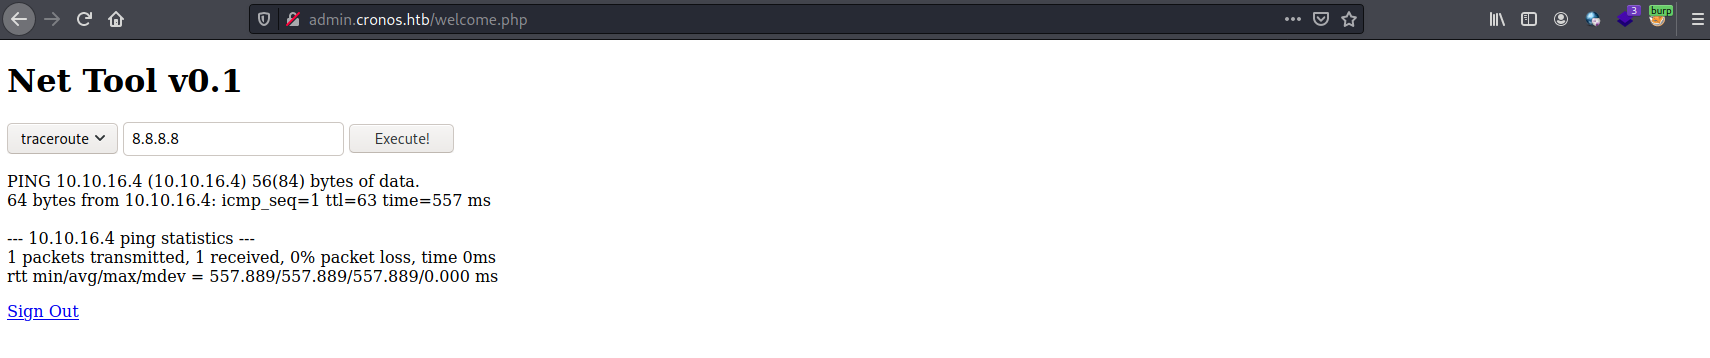 admin.cronos.htb/welcome.php
3
burp
Net Tool v0.1
traceroute 8.8.8.8 Execute!
PING 10.10.16.4 (10.10.16.4) 56(84) bytes of data.
64 bytes from 10.10.16.4: icmp_seq=1 ttl=63 time=557 ms
--- 10.10.16.4 ping statistics ---
1 packets transmitted, 1 received, 0% packet loss, time 0ms
rtt min/avg/max/mdev = 557.889/557.889/557.889/0.000 ms
Sign Out